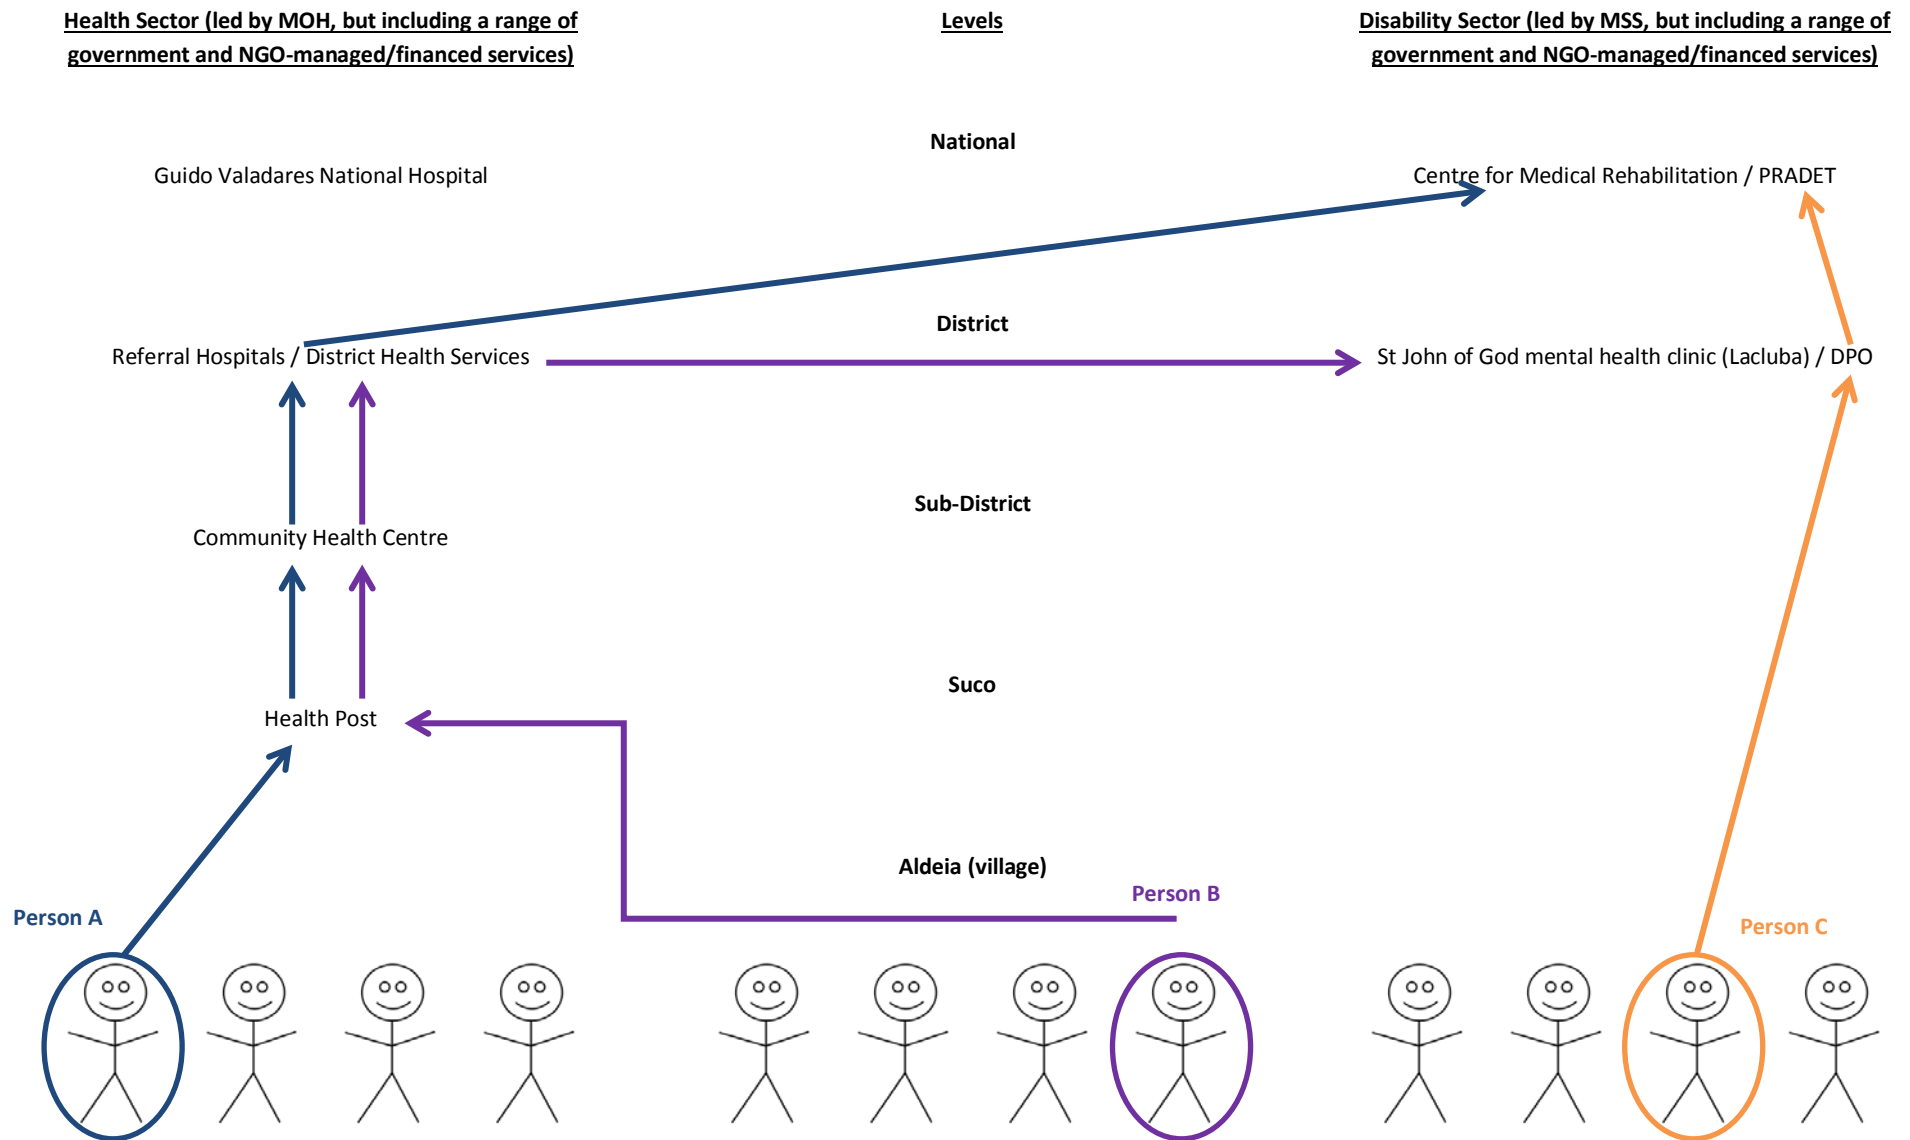 Health Sector (led by MOH, but including a range of
government and NGO-managed/financed services)
Levels
Disability Sector (led by MSS, but including a range of
government and NGO-managed/financed services)
National
Guido Valadares National Hospital
Centre for Medical Rehabilitation / PRADET
District
Referral Hospitals / District Health Services
St John of God mental health clinic (Lacluba) / DPO
Sub-District
Community Health Centre
Suco
Health Post
Aldeia (village)
Person A
Person B
Person C